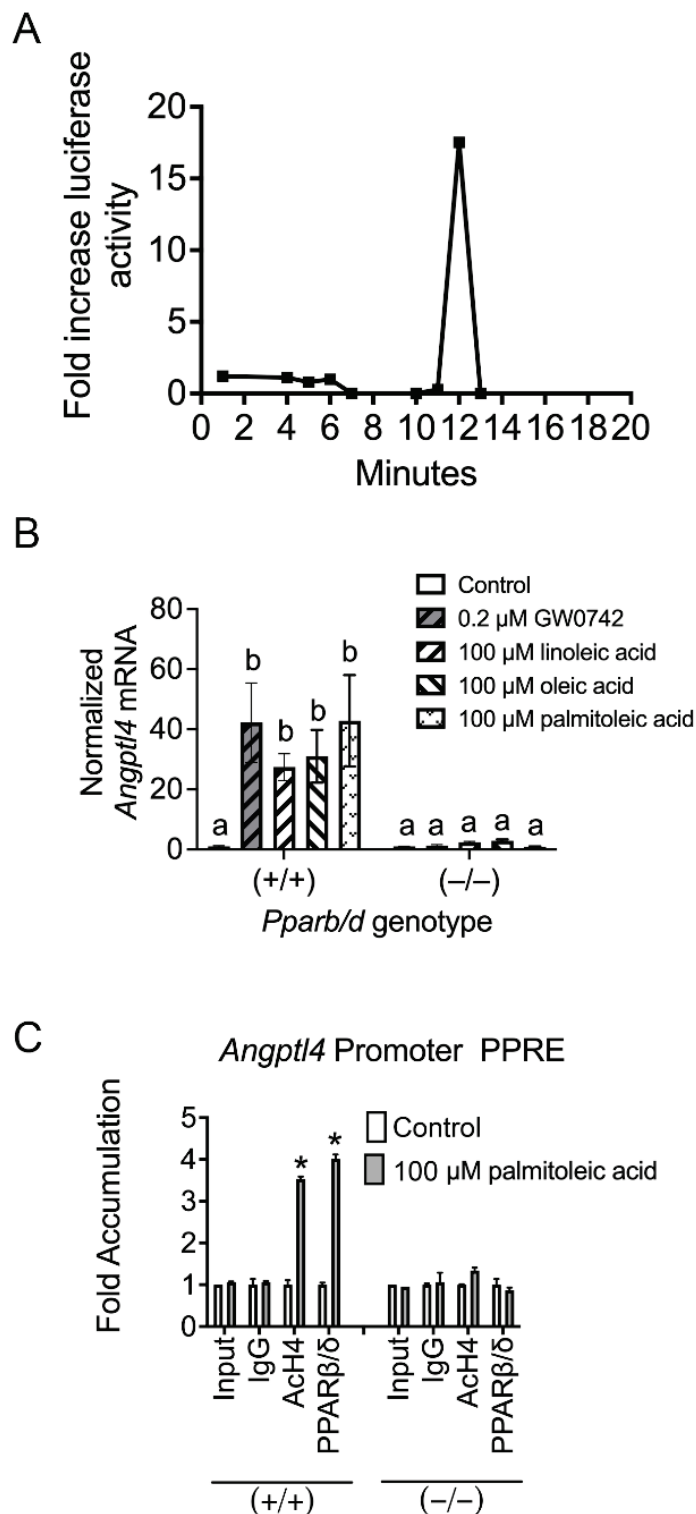 A
Fold increase luciferase
activity
20
15
10
5
0
0 2 4 6 8 10 12 14 16 18 20
Minutes
B
Control
0.2 µM GW0742
100 µM linoleic acid
100 µM oleic acid
100 µM palmitoleic acid
Normalized
Angptl4 mRNA
80
60
40
20
0
a b b b b a a a a a
(+/+) (–/–)
Pparb/d genotype
C
Angptl4 Promoter PPRE
Control
100 µM palmitoleic acid
Fold Accumulation
5
4
3
2
1
0
* *
Input IgG AcH4 PPARβ/δ Input IgG AcH4 PPARβ/δ
(+/+) (–/–)